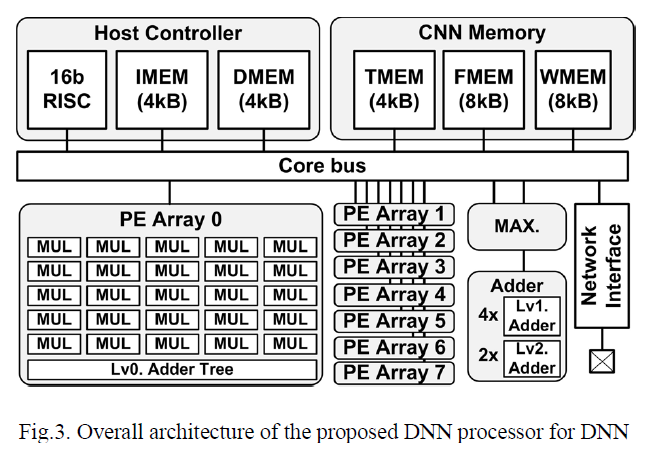 Host Controller
16b
RISC
IMEM
(4kB)
DMEM
(4kB)
CNN Memory
TMEM
(4kB)
FMEM
(8kB)
WMEM
(8kB)
Core bus
PE Array 0
MUL MUL MUL MUL MUL
MUL MUL MUL MUL MUL
MUL MUL MUL MUL MUL
MUL MUL MUL MUL MUL
MUL MUL MUL MUL MUL
Lv0. Adder Tree
PE Array 1
PE Array 2
PE Array 3
PE Array 4
PE Array 5
PE Array 6
PE Array 7
MAX.
Adder
4x
Lv1.
Adder
2x
Lv2.
Adder
Network
Interface
Fig.3. Overall architecture of the proposed DNN processor for DNN